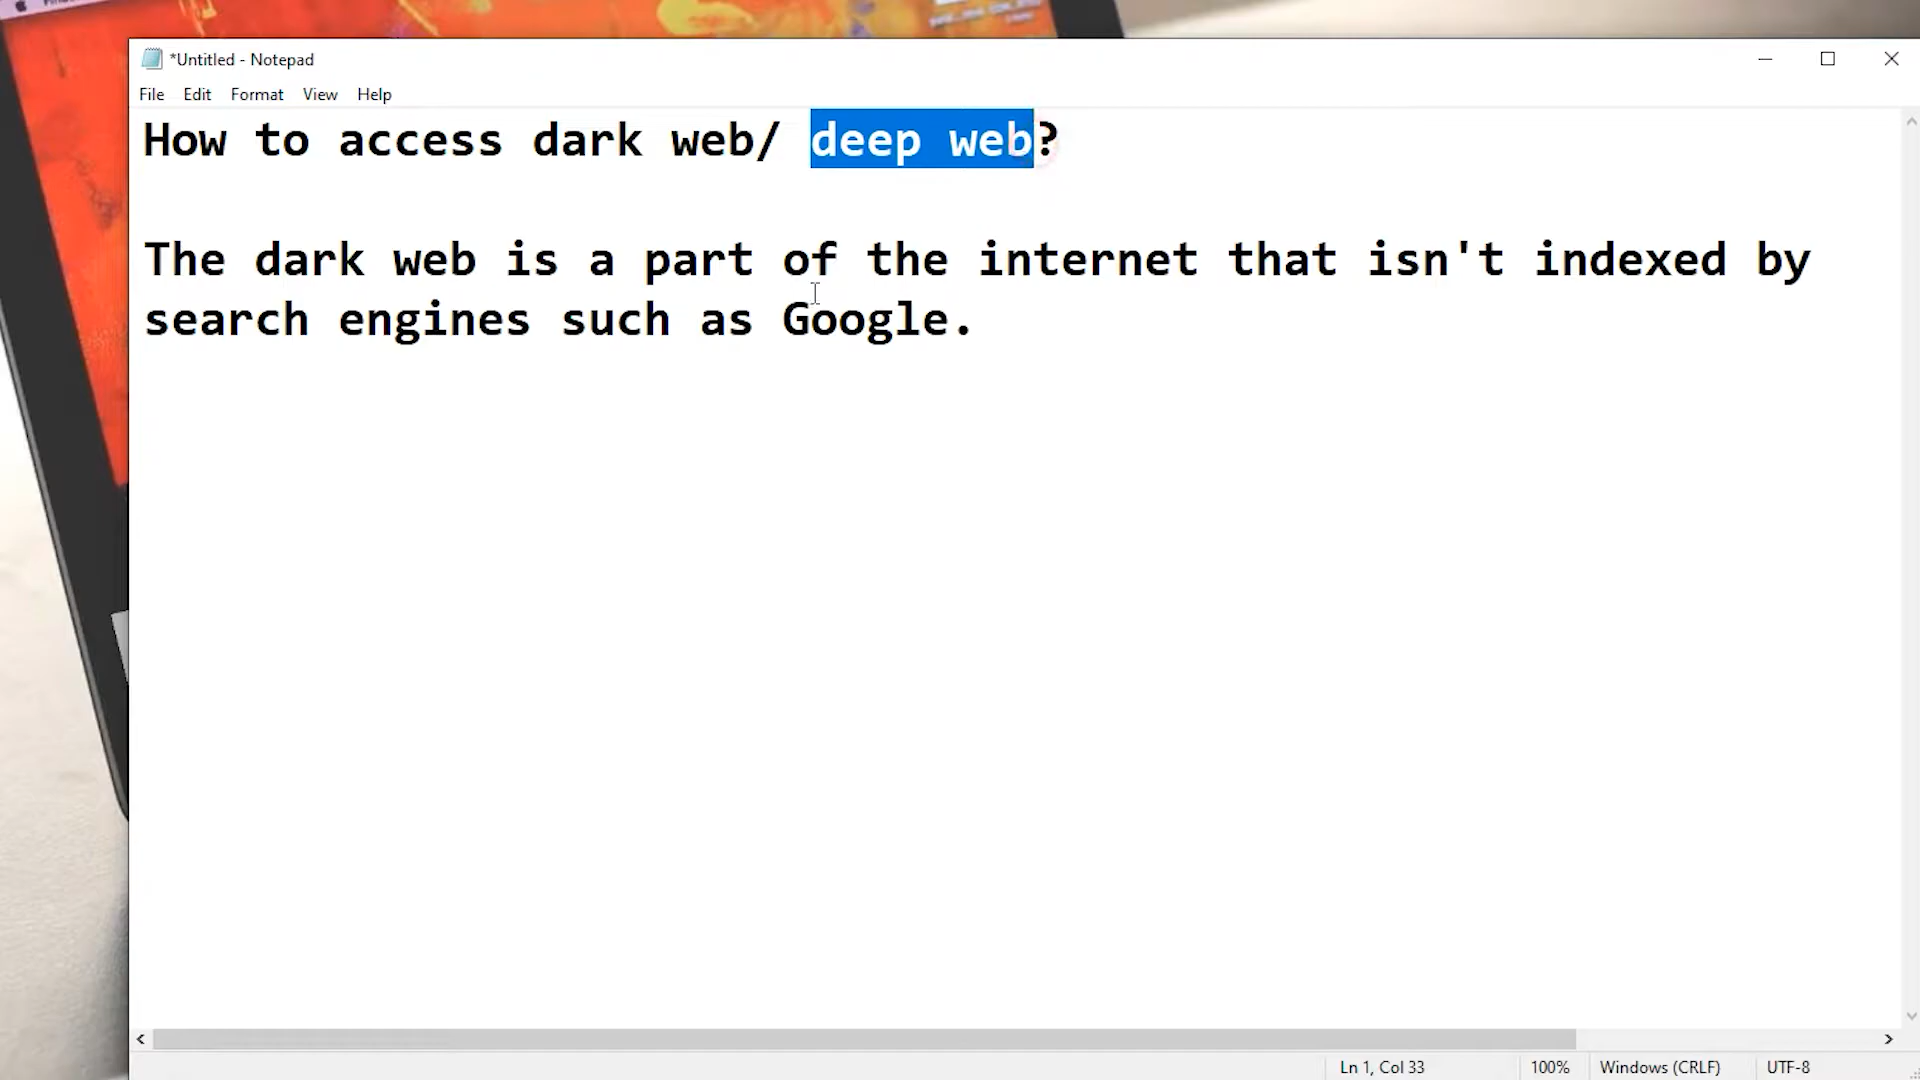 *Untitled - Notepad
File Edit Format View Help
How to access dark web/ deep web?
The dark web is a part of the internet that isn't indexed by
search engines such as Google.
Ln 1, Col 33 100% Windows (CRLF) UTF-8